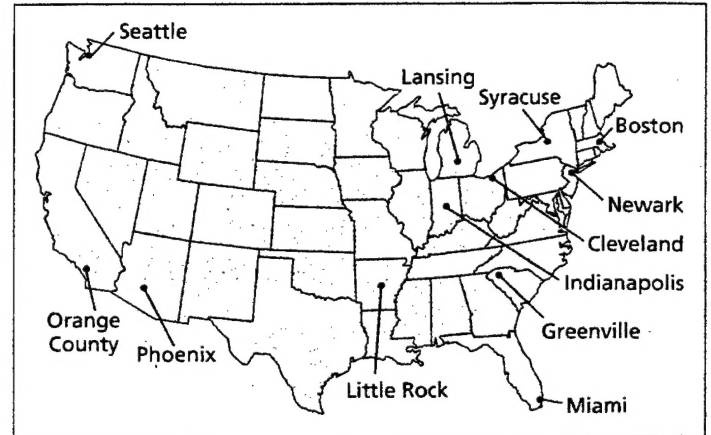 Seattle
Lansing
Syracuse
Boston
Newark
Cleveland
Indianapolis
Greenville
Orange
County
Phoenix
Little Rock
Miami